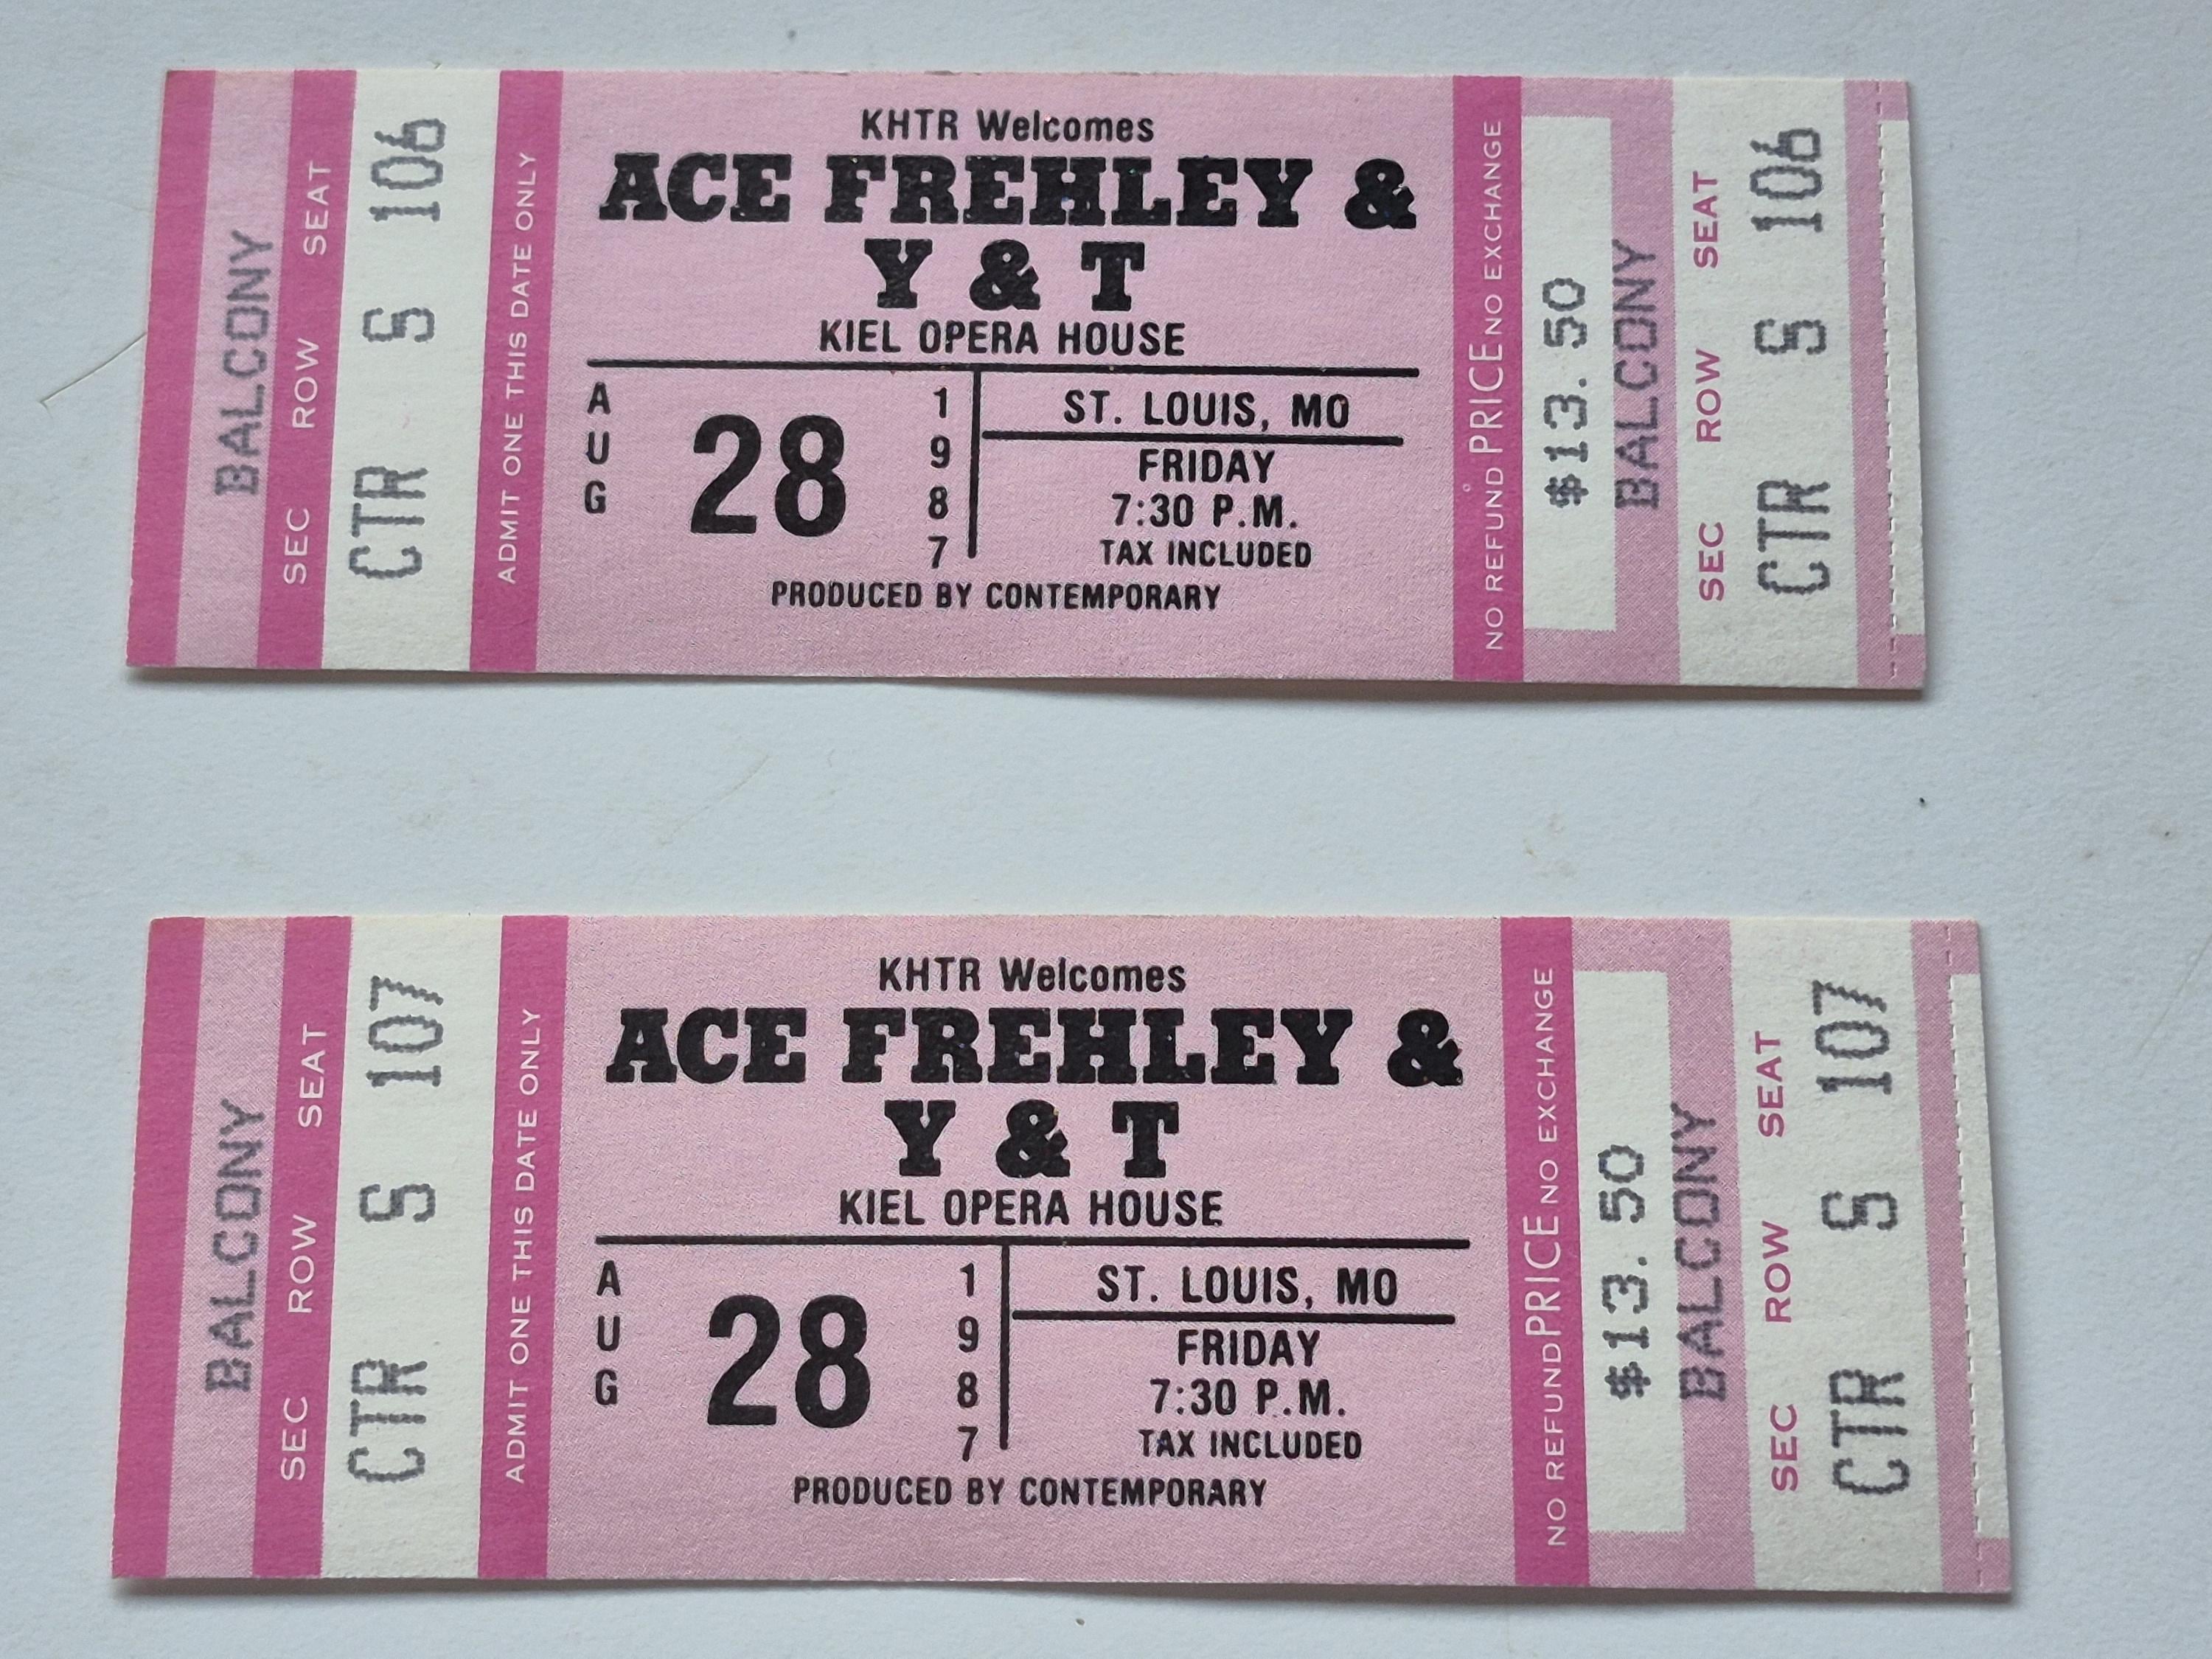 BALCONY
SEC ROW SEAT
CTR S 106
ADMIT ONE THIS DATE ONLY
KHTR Welcomes
ACE FREHLEY &
Y & T
KIEL OPERA HOUSE
AUG 28 1987
ST. LOUIS, MO
FRIDAY
7:30 P.M.
TAX INCLUDED
PRODUCED BY CONTEMPORARY
NO REFUND PRICE NO EXCHANGE
$13.50
BALCONY
SEC ROW SEAT
CTR S 106
BALCONY
SEC ROW SEAT
CTR S 107
ADMIT ONE THIS DATE ONLY
KHTR Welcomes
ACE FREHLEY &
Y & T
KIEL OPERA HOUSE
AUG 28 1987
ST. LOUIS, MO
FRIDAY
7:30 P.M.
TAX INCLUDED
PRODUCED BY CONTEMPORARY
NO REFUND PRICE NO EXCHANGE
$13.50
BALCONY
SEC ROW SEAT
CTR S 107